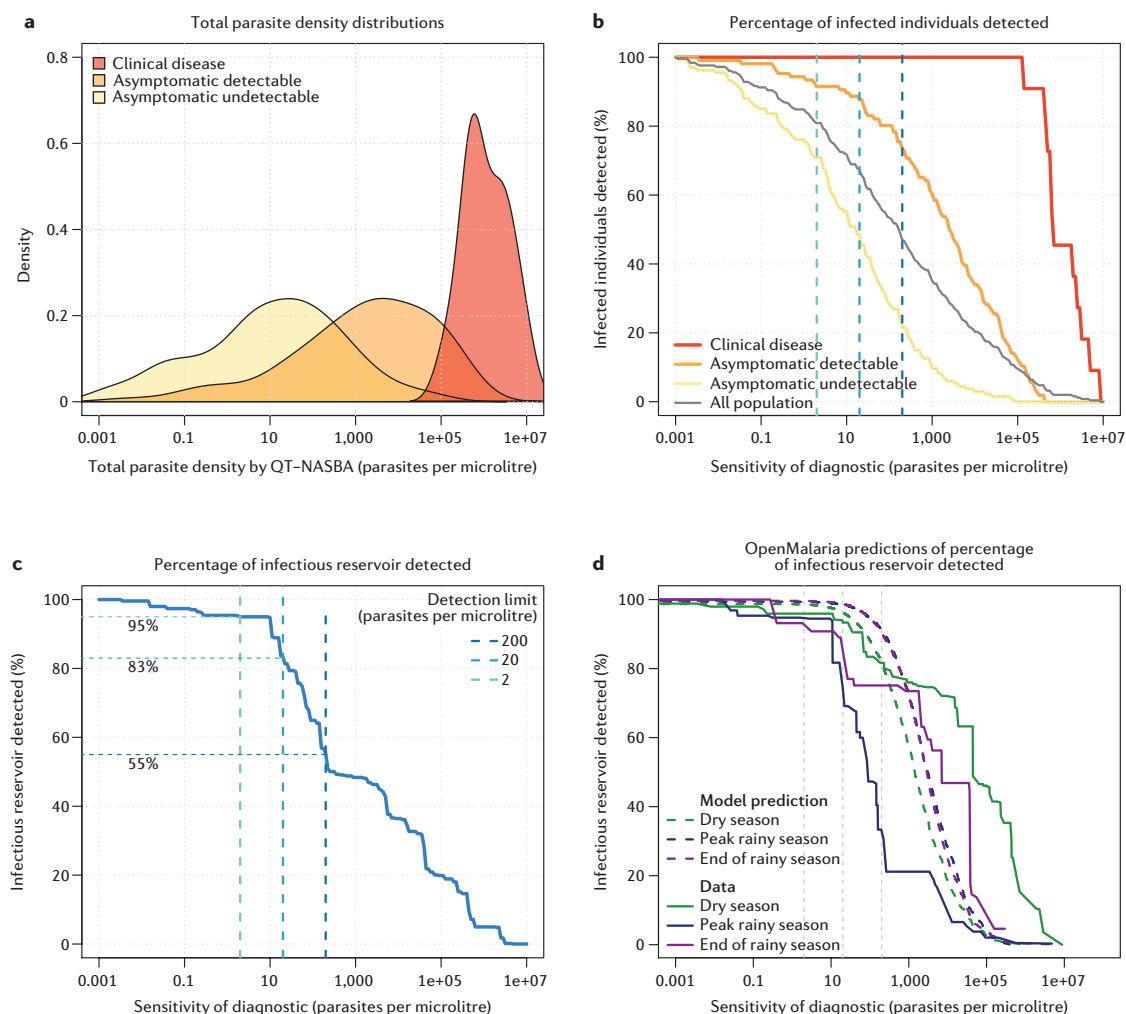 a
Total parasite density distributions
0.8
0.6
0.4
0.2
0
Density
Clinical disease
Asymptomatic detectable
Asymptomatic undetectable
0.001
0.1
10
1,000
1e+05
1e+07
Total parasite density by QT–NASBA (parasites per microlitre)
b
Percentage of infected individuals detected
100
80
60
40
20
0
Infected individuals detected (%)
Clinical disease
Asymptomatic detectable
Asymptomatic undetectable
All population
0.001
0.1
10
1,000
1e+05
1e+07
Sensitivity of diagnostic (parasites per microlitre)
c
Percentage of infectious reservoir detected
100
80
60
40
20
0
Infectious reservoir detected (%)
95%
83%
55%
Detection limit
(parasites per microlitre)
200
20
2
0.001
0.1
10
1,000
1e+05
1e+07
Sensitivity of diagnostic (parasites per microlitre)
d
OpenMalaria predictions of percentage
of infectious reservoir detected
100
80
60
40
20
0
Infectious reservoir detected (%)
Model prediction
Dry season
Peak rainy season
End of rainy season
Data
Dry season
Peak rainy season
End of rainy season
0.001
0.1
10
1,000
1e+05
1e+07
Sensitivity of diagnostic (parasites per microlitre)